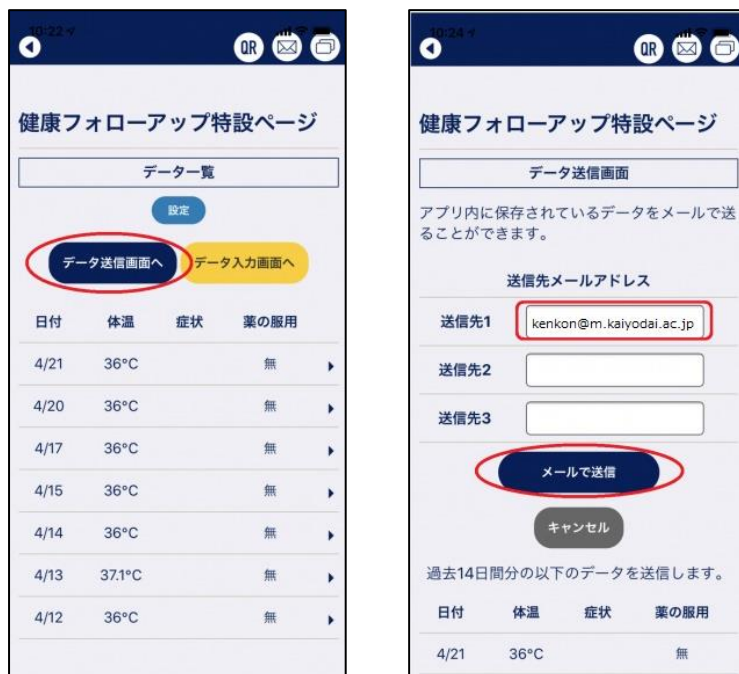 10:22
QR
健康フォローアップ特設ページ
データ一覧
設定
データ送信画面へ
データ入力画面へ
日付 体温 症状 薬の服用
4/21 36°C 無
4/20 36°C 無
4/17 36°C 無
4/15 36°C 無
4/14 36°C 無
4/13 37.1°C 無
4/12 36°C 無
10:24
QR
健康フォローアップ特設ページ
データ送信画面
アプリ内に保存されているデータをメールで送
ることができます。
送信先メールアドレス
送信先1 kenkon@m.kaiyodai.ac.jp
送信先2
送信先3
メールで送信
キャンセル
過去14日間分の以下のデータを送信します。
日付 体温 症状 薬の服用
4/21 36°C 無